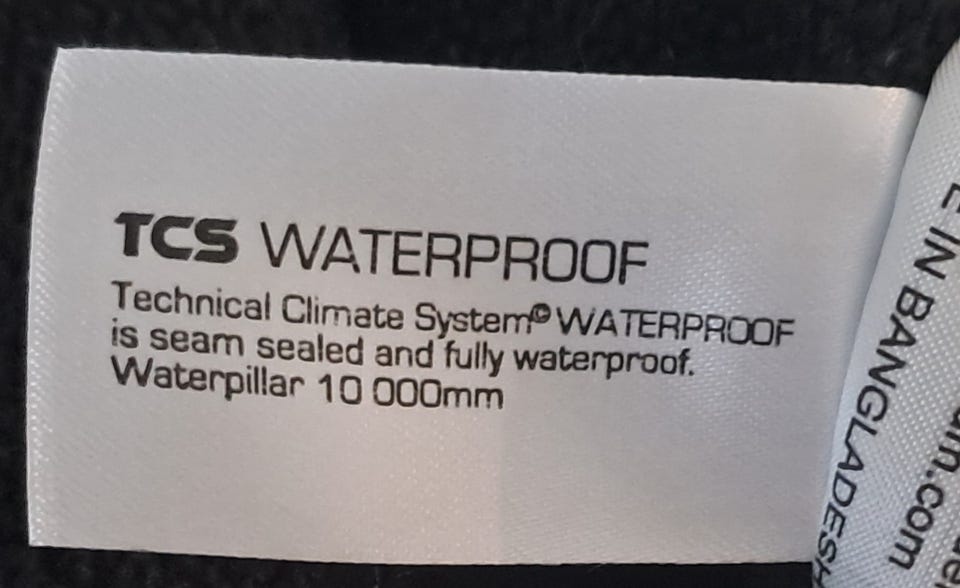 TCS WATERPROOF
Technical Climate System© WATERPROOF
is seam sealed and fully waterproof.
Waterpillar 10 000mm
IN BANGLADESH
.com